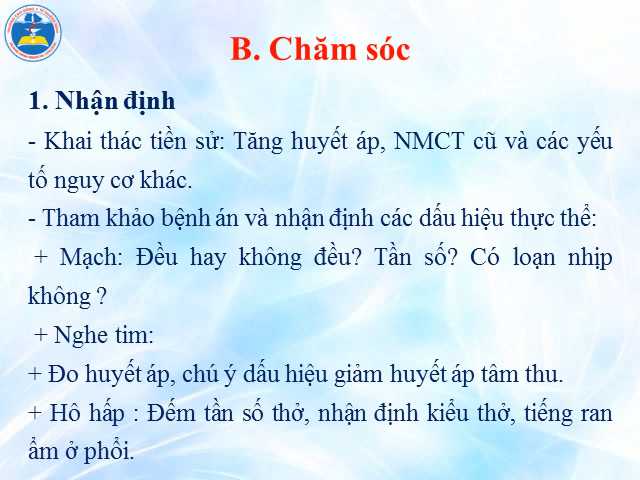 B. Chăm sóc
1. Nhận định
- Khai thác tiền sử: Tăng huyết áp, NMCT cũ và các yếu
tố nguy cơ khác.
- Tham khảo bệnh án và nhận định các dấu hiệu thực thể:
+ Mạch: Đều hay không đều? Tần số? Có loạn nhịp
không ?
+ Nghe tim:
+ Đo huyết áp, chú ý dấu hiệu giảm huyết áp tâm thu.
+ Hô hấp : Đếm tần số thở, nhận định kiểu thở, tiếng ran
ẩm ở phổi.